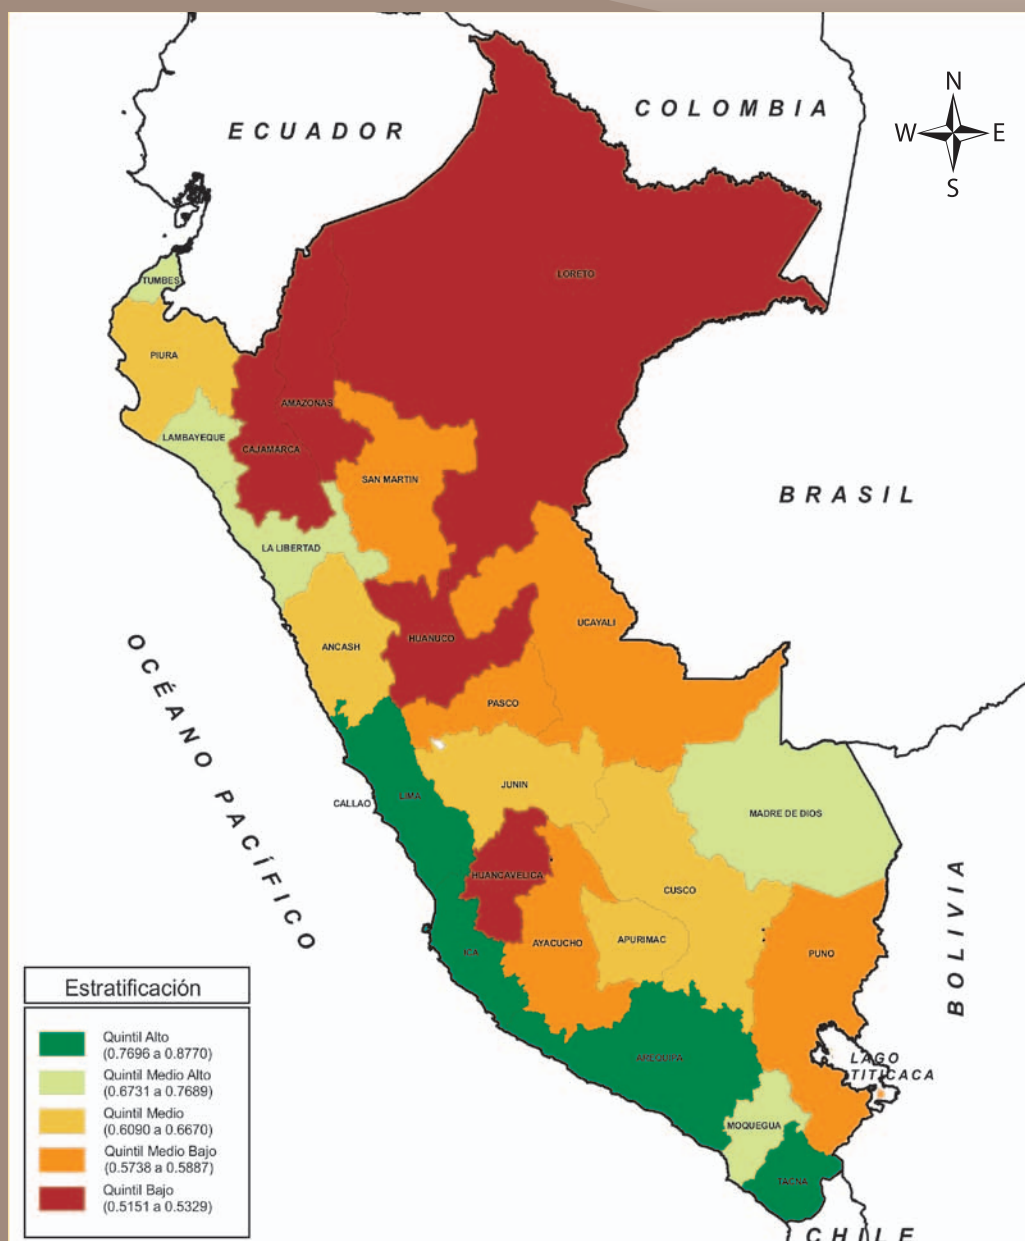 ECUADOR
COLOMBIA
N
W E
S
TUMBES
LORETO
PIURA
AMAZONAS
LAMBAYEQUE
CAJAMARCA
SAN MARTIN
BRASIL
LA LIBERTAD
UCAYALI
HUANUCO
ANCASH
PASCO
OCÉANO PACÍFICO
JUNIN
CALLAO
LIMA
MADRE DE DIOS
HUANCAVELICA
CUSCO
AYACUCHO
APURIMAC
ICA
PUNO
BOLIVIA
AREQUIPA
LAGO
TITICACA
MOQUEGUA
TACNA
CHILE
Estratificación
Quintil Alto
(0.7696 a 0.8770)
Quintil Medio Alto
(0.6731 a 0.7689)
Quintil Medio
(0.6090 a 0.6670)
Quintil Medio Bajo
(0.5738 a 0.5887)
Quintil Bajo
(0.5151 a 0.5329)